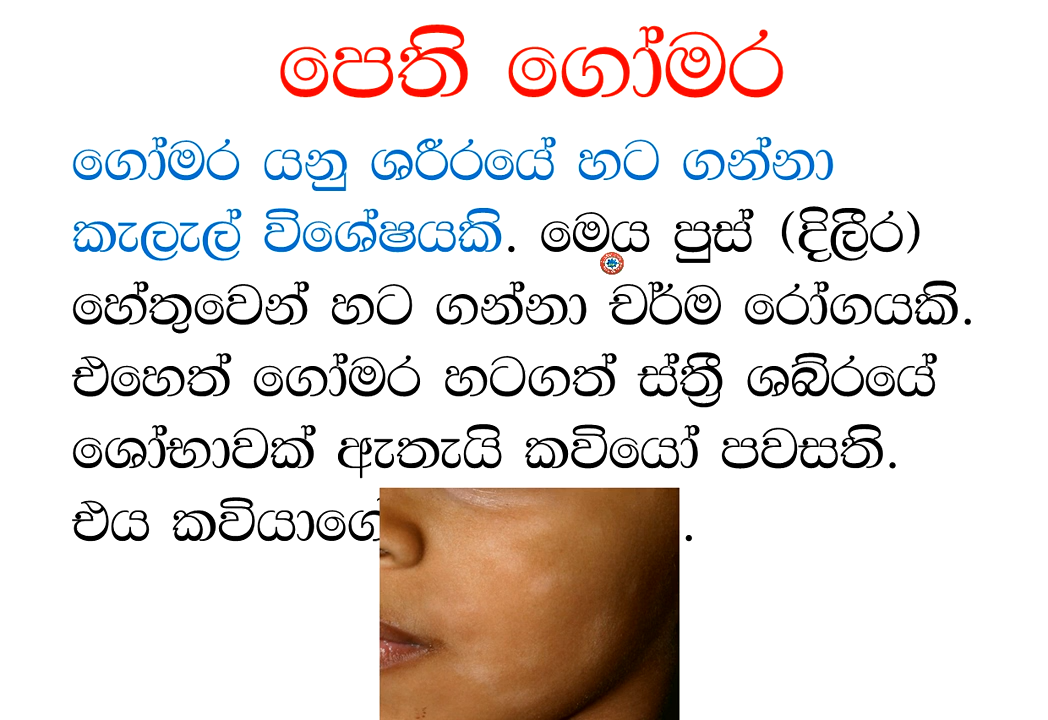 පෙති ගෝමර
ගෝමර යනු ශරීරයේ හට ගන්නා
කැලැල් විශේෂයකි. මෙය පුස් (දිලීර)
හේතුවෙන් හට ගන්නා චර්ම රෝගයකි.
එහෙත් ගෝමර හටගත් ස්ත්‍රී ශබ්රයේ
ශෝභාවක් ඇතැයි කවියෝ පවසති.
එය කවියාගේ .